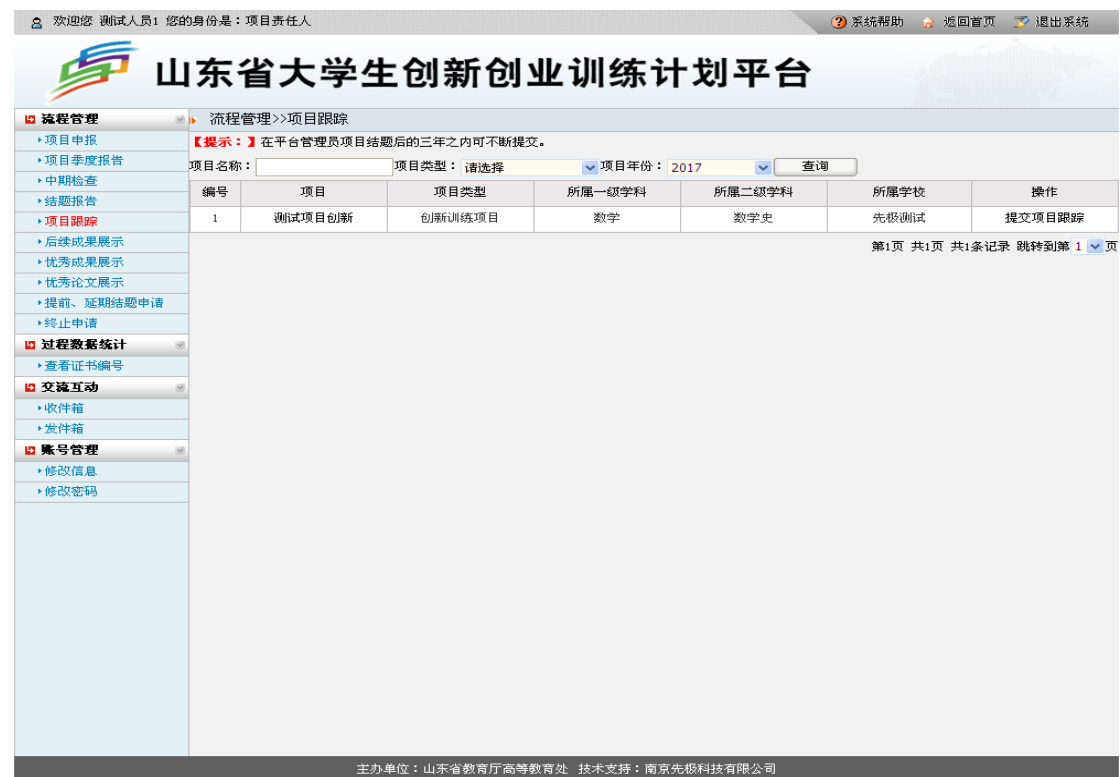 欢迎您 测试人员1 您的身份是：项目责任人 系统帮助 返回首页 退出系统
山东省大学生创新创业训练计划平台
流程管理
项目申报
项目季度报告
中期检查
结题报告
项目跟踪
后续成果展示
优秀成果展示
优秀论文展示
提前、延期结题申请
终止申请
过程数据统计
查看证书编号
交流互动
收件箱
发件箱
账号管理
修改信息
修改密码
流程管理>>项目跟踪
【提示：】在平台管理员项目结题后的三年之内可不断提交。
项目名称： 项目类型： 请选择 项目年份： 2017 查询
编号 项目 项目类型 所属一级学科 所属二级学科 所属学校 操作
1 测试项目创新 创新训练项目 数学 数学史 先极测试 提交项目跟踪
第1页 共1页 共1条记录 跳转到第 1 页
主办单位：山东省教育厅高等教育处 技术支持：南京先极科技有限公司